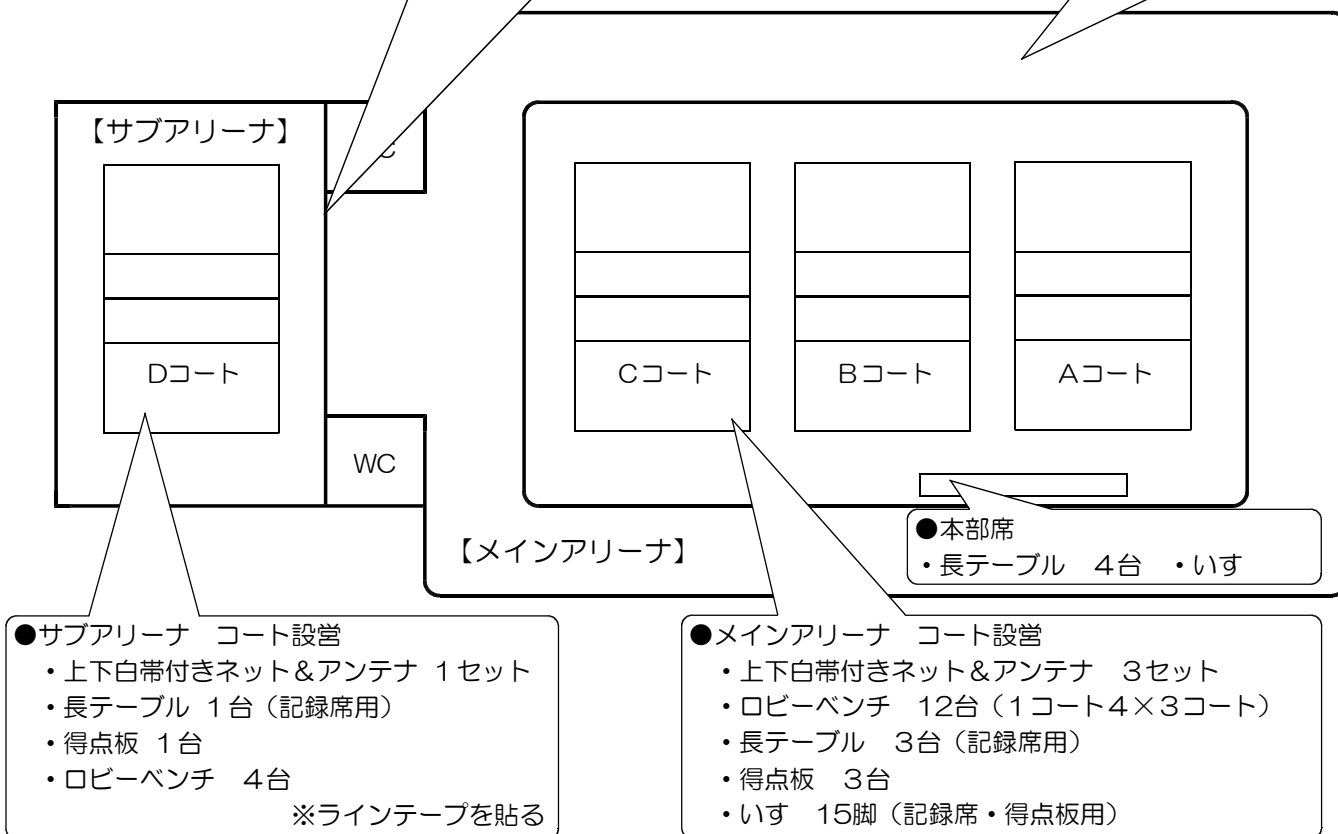 【サブアリーナ】
Dコート
Cコート
Bコート
Aコート
WC
【メインアリーナ】
●本部席
・長テーブル　4台　・いす
●サブアリーナ　コート設営
・上下白帯付きネット＆アンテナ 1セット
・長テーブル 1台（記録席用）
・得点板 1台
・ロビーベンチ　4台
※ラインテープを貼る
●メインアリーナ　コート設営
・上下白帯付きネット＆アンテナ　3セット
・ロビーベンチ　12台（1コート4×3コート）
・長テーブル　3台（記録席用）
・得点板　3台
・いす　15脚（記録席・得点板用）